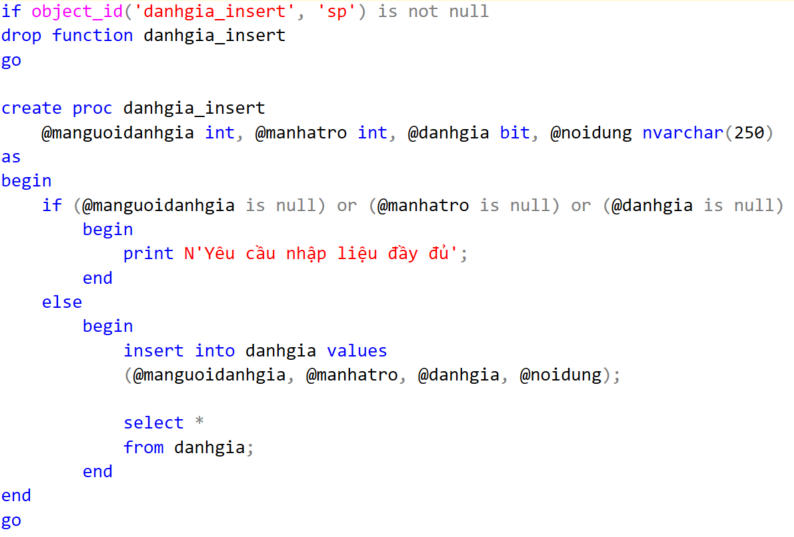 if object_id('danhgia_insert', 'sp') is not null
drop function danhgia_insert
go

create proc danhgia_insert
    @manguoidanhgia int, @manhatro int, @danhgia bit, @noidung nvarchar(250)
as
begin
    if (@manguoidanhgia is null) or (@manhatro is null) or (@danhgia is null)
        begin
            print N'Yêu cầu nhập liệu đầy đủ';
        end
    else
        begin
            insert into danhgia values
            (@manguoidanhgia, @manhatro, @danhgia, @noidung);

            select *
            from danhgia;
        end
end
go